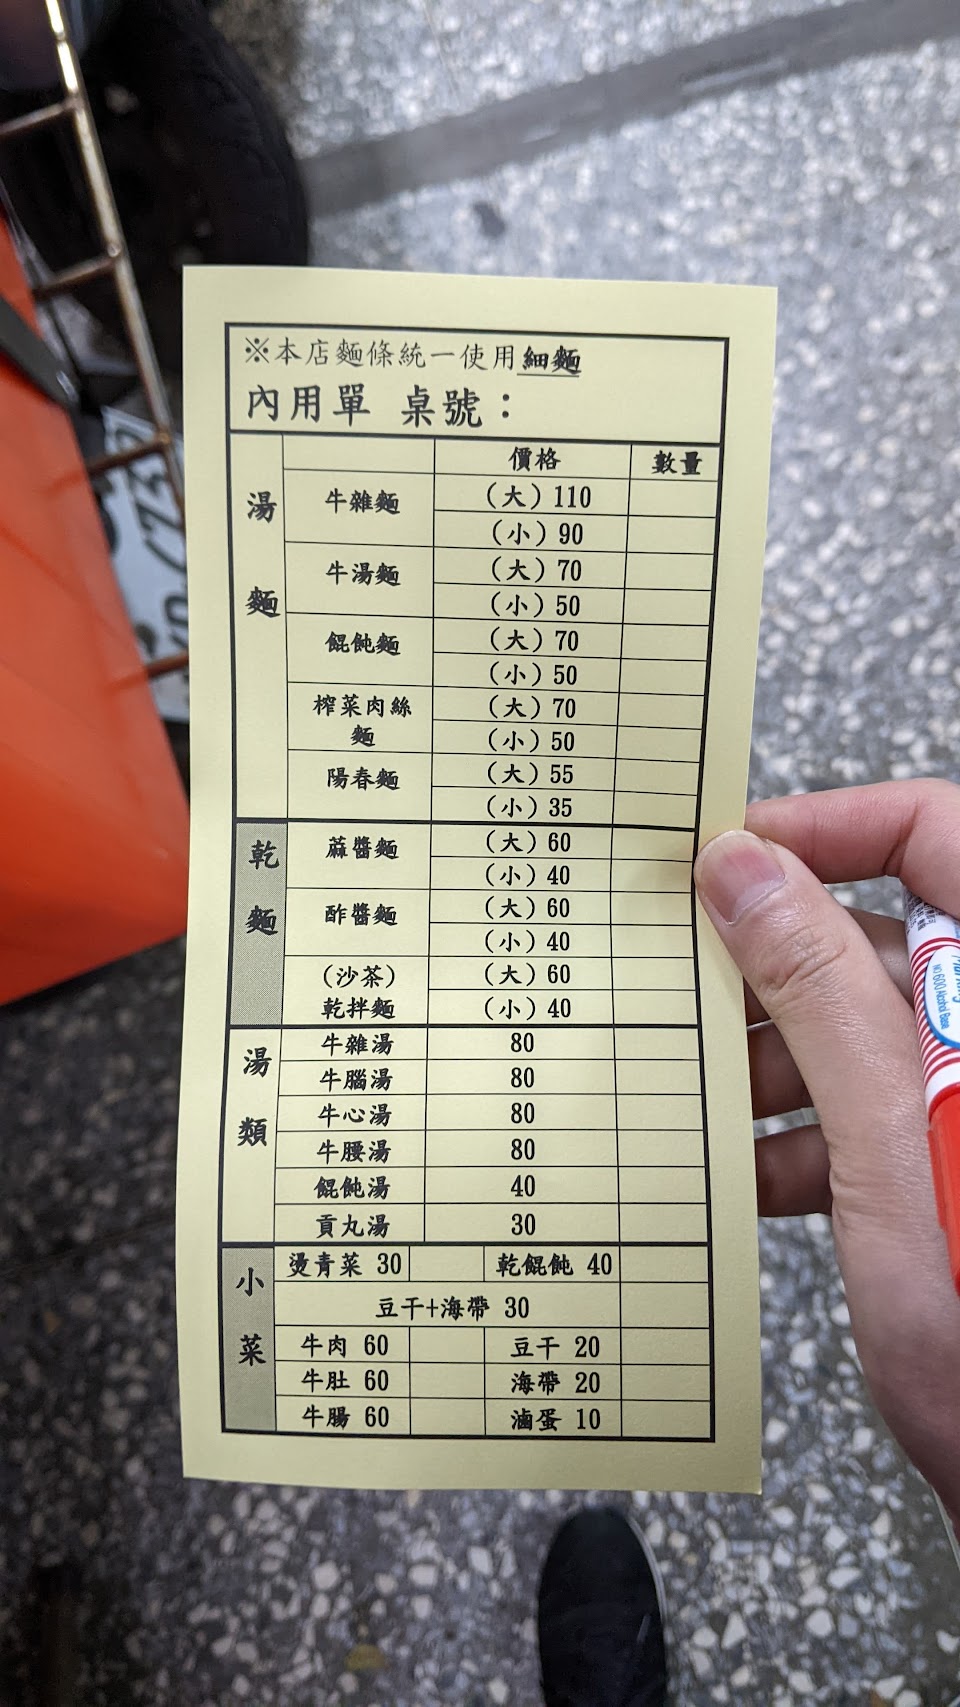 ※本店麵條統一使用細麵
內用單 桌號：
價格 數量
湯麵
牛雜麵 （大）110
（小）90
牛湯麵 （大）70
（小）50
餛飩麵 （大）70
（小）50
榨菜肉絲麵 （大）70
（小）50
陽春麵 （大）55
（小）35
乾麵
蔴醬麵 （大）60
（小）40
酢醬麵 （大）60
（小）40
（沙茶）乾拌麵 （大）60
（小）40
湯類
牛雜湯 80
牛腦湯 80
牛心湯 80
牛腰湯 80
餛飩湯 40
貢丸湯 30
小菜
燙青菜 30 乾餛飩 40
豆干+海帶 30
牛肉 60 豆干 20
牛肚 60 海帶 20
牛腸 60 滷蛋 10
NO 600 Alcohol Base